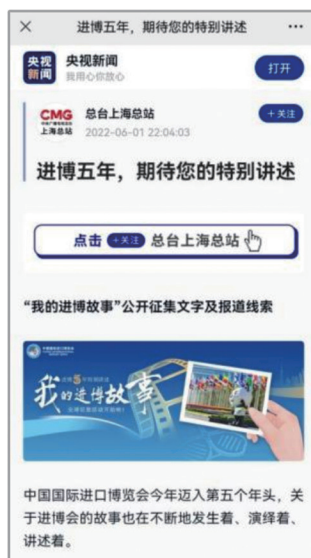 进博五年，期待您的特别讲述
央视新闻
央视新闻
我用心你放心
打开
CMG
上海总站
总台上海总站
2022-06-01 22:04:03
+关注
进博五年，期待您的特别讲述
点击 +关注 总台上海总站
“我的进博故事”公开征集文字及报道线索
我的进博故事
中国国际进口博览会今年迈入第五个年头，关
于进博会的故事也在不断地发生着、演绎着、
讲述着。